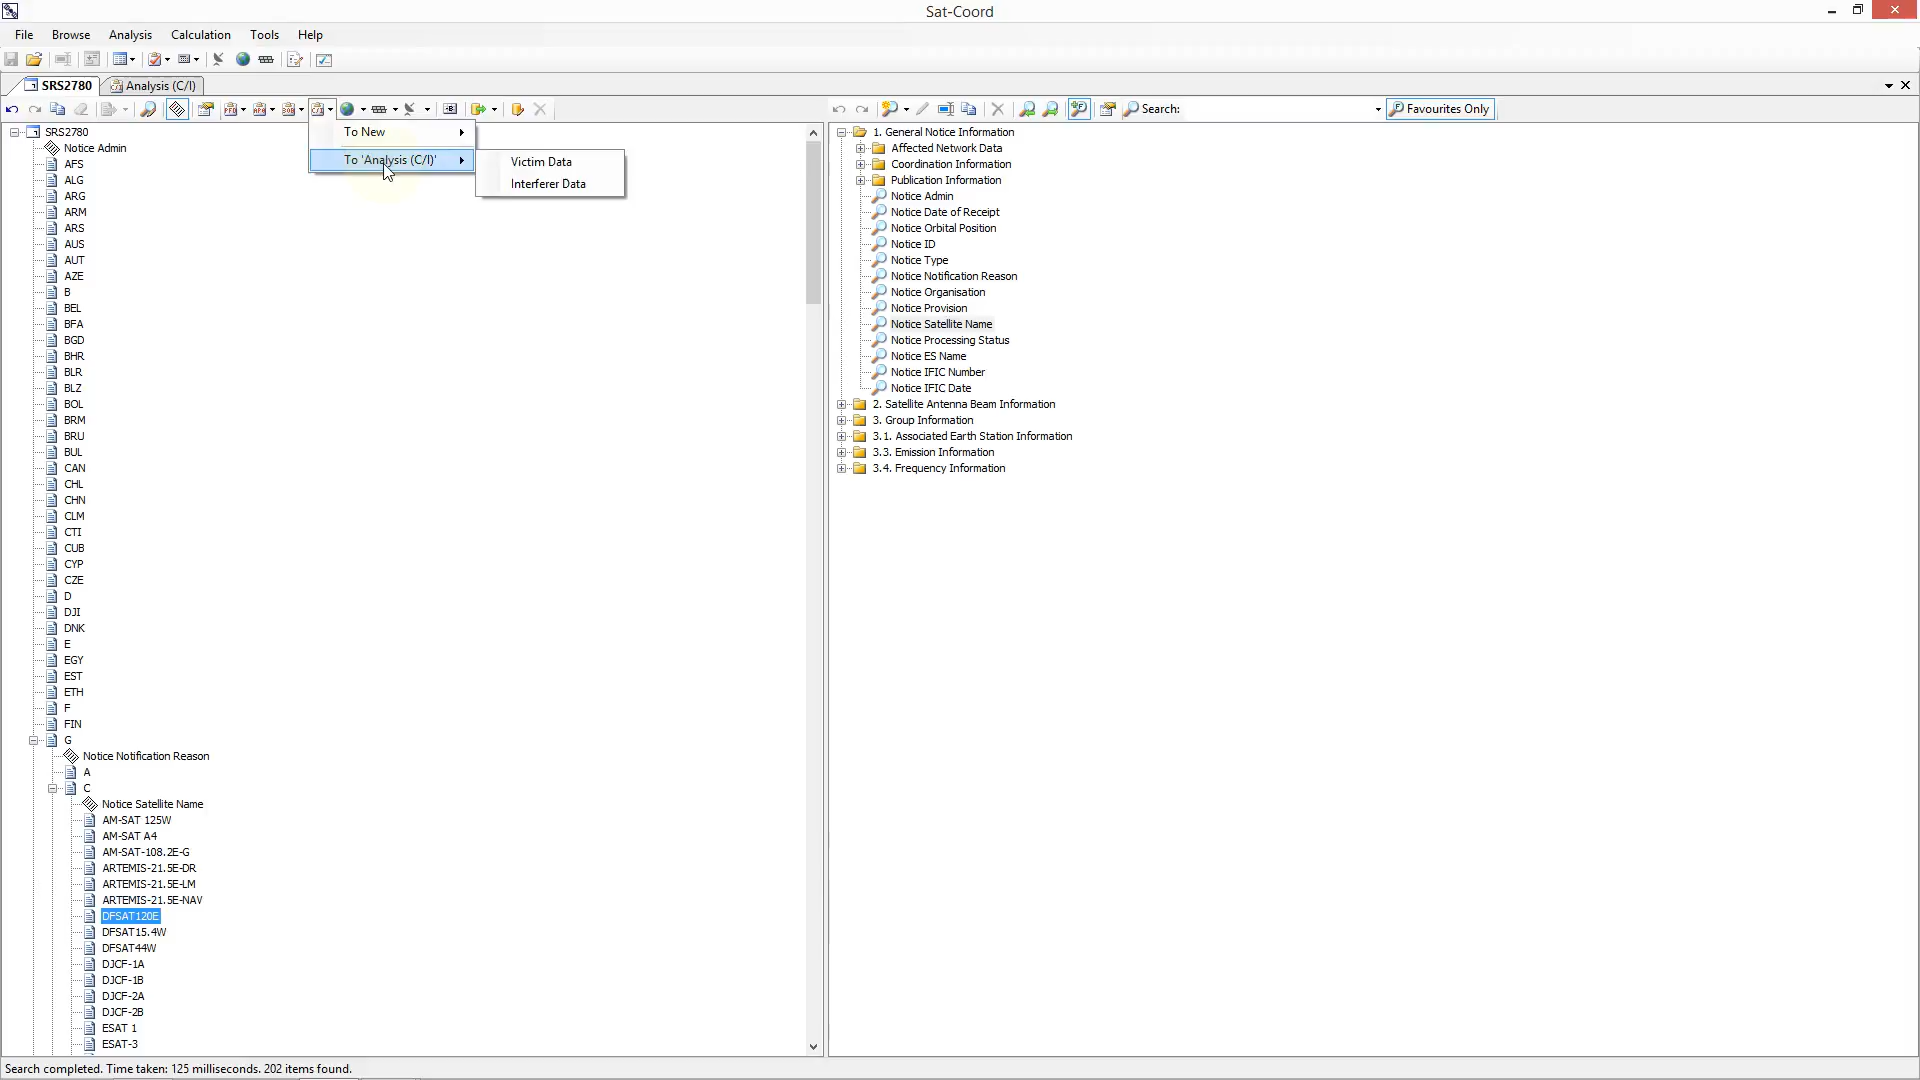 Sat-Coord
File Browse Analysis Calculation Tools Help
SRS2780 Analysis (C/I)
Search: Favourites Only
To New
To 'Analysis (C/I)'
Victim Data
Interferer Data
SRS2780
Notice Admin
AFS
ALG
ARG
ARM
ARS
AUS
AUT
AZE
B
BEL
BFA
BGD
BHR
BLR
BLZ
BOL
BRM
BRU
BUL
CAN
CHL
CHN
CLM
CTI
CUB
CYP
CZE
D
DJI
DNK
E
EGY
EST
ETH
F
FIN
G
Notice Notification Reason
A
C
Notice Satellite Name
AM-SAT 125W
AM-SAT A4
AM-SAT-108.2E-G
ARTEMIS-21.5E-DR
ARTEMIS-21.5E-LM
ARTEMIS-21.5E-NAV
DFSAT120E
DFSAT15.4W
DFSAT44W
DJCF-1A
DJCF-1B
DJCF-2A
DJCF-2B
ESAT 1
ESAT-3
1. General Notice Information
Affected Network Data
Coordination Information
Publication Information
Notice Admin
Notice Date of Receipt
Notice Orbital Position
Notice ID
Notice Type
Notice Notification Reason
Notice Organisation
Notice Provision
Notice Satellite Name
Notice Processing Status
Notice ES Name
Notice IFIC Number
Notice IFIC Date
2. Satellite Antenna Beam Information
3. Group Information
3.1. Associated Earth Station Information
3.3. Emission Information
3.4. Frequency Information
Search completed. Time taken: 125 milliseconds. 202 items found.